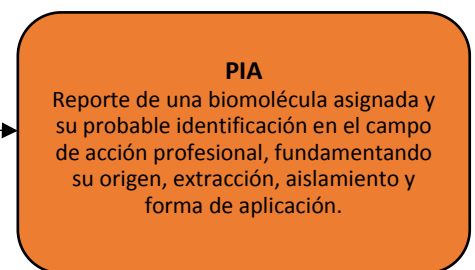 PIA
Reporte de una biomolécula asignada y
su probable identificación en el campo
de acción profesional, fundamentando
su origen, extracción, aislamiento y
forma de aplicación.